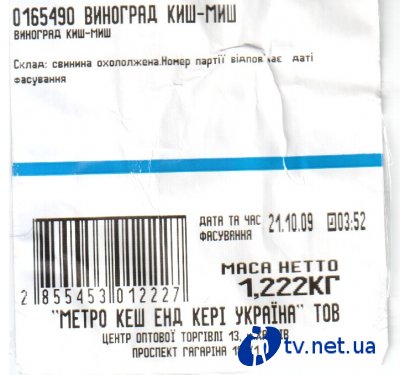 0165490 ВИНОГРАД КИШ-МИШ
ВИНОГРАД КИШ-МИШ
Склад: свинина охололжена.Номер партії відповідає даті
фасування
ДАТА ТА ЧАС 21.10.09 03:52
ФАСУВАННЯ
МАСА НЕТТО
1,222КГ
2 855453 012227
"МЕТРО КЕШ ЕНД КЕРІ УКРАЇНА" ТОВ
ЦЕНТР ОПТОВОЇ ТОРГІВЛІ 13,
ПРОСПЕКТ ГАГАРІНА
tv.net.ua